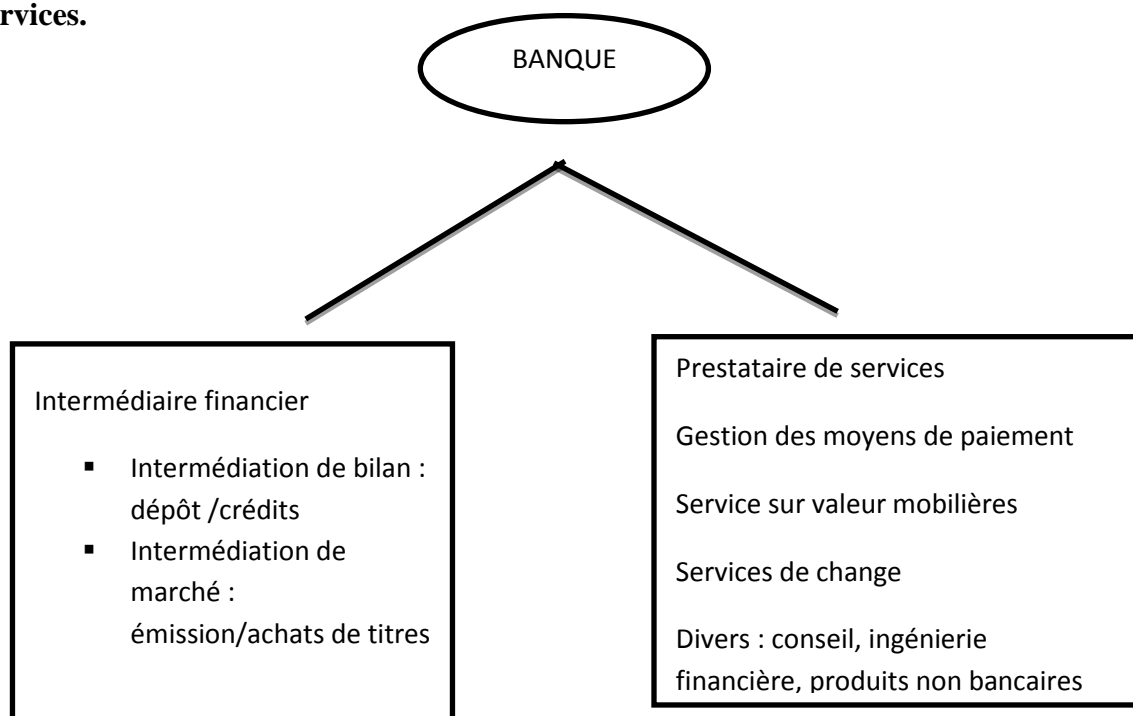 rvices.
BANQUE
Intermédiaire financier
▪ Intermédiation de bilan :
dépôt /crédits
▪ Intermédiation de
marché :
émission/achats de titres
Prestataire de services
Gestion des moyens de paiement
Service sur valeur mobilières
Services de change
Divers : conseil, ingénierie
financière, produits non bancaires